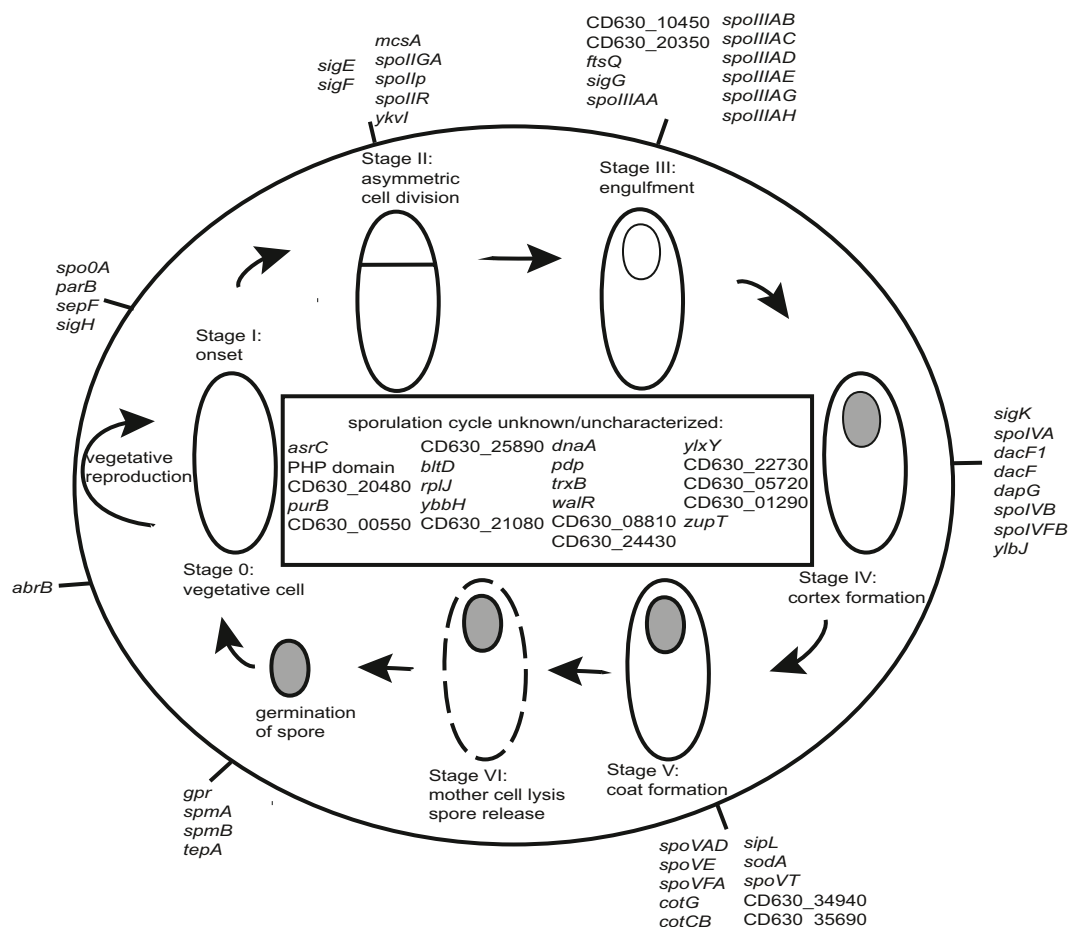 mcsA
spoIIGA
spoIIp
spoIIR
ykvI
sigE
sigF
CD630_10450
CD630_20350
ftsQ
sigG
spoIIIAA
spoIIIAB
spoIIIAC
spoIIIAD
spoIIIAE
spoIIIAG
spoIIIAH
Stage II:
asymmetric
cell division
Stage III:
engulfment
spo0A
parB
sepF
sigH
Stage I:
onset
vegetative
reproduction
sporulation cycle unknown/uncharacterized:
asrC
PHP domain
CD630_20480
purB
CD630_00550
CD630_25890
bltD
rplJ
ybbH
CD630_21080
dnaA
pdp
trxB
walR
CD630_08810
CD630_24430
ylxY
CD630_22730
CD630_05720
CD630_01290
zupT
sigK
spoIVA
dacF1
dacF
dapG
spoIVB
spoIVFB
ylbJ
abrB
Stage 0:
vegetative cell
Stage IV:
cortex formation
germination
of spore
Stage VI:
mother cell lysis
spore release
Stage V:
coat formation
gpr
spmA
spmB
tepA
spoVAD
spoVE
spoVFA
cotG
cotCB
sipL
sodA
spoVT
CD630_34940
CD630_35690